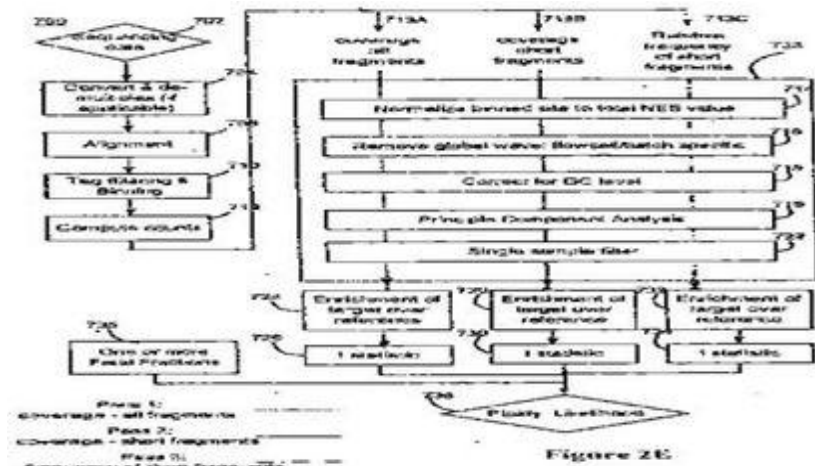 700
702
Sequencing
data
Convert & de-
multiplex (if
applicable)
Alignment
Tag filtering &
Binning
Compute counts
713A
Coverage
all
fragments
713B
Coverage
short
fragments
713C
frequency
of short
fragments
Normalize binned site to total NES value
Remove global wave: flowcell/batch specific
Correct for GC level
Principle Component Analysis
Single sample filter
Enrichment of
target over
reference
Enrichment of
target over
reference
Enrichment of
target over
reference
t statistic
t statistic
t statistic
One or more
Fetal Fractions
Ploidy Likelihood
Pass 1:
coverage - all fragments
Pass 2:
coverage - short fragments
Pass 3:
Figure 2E